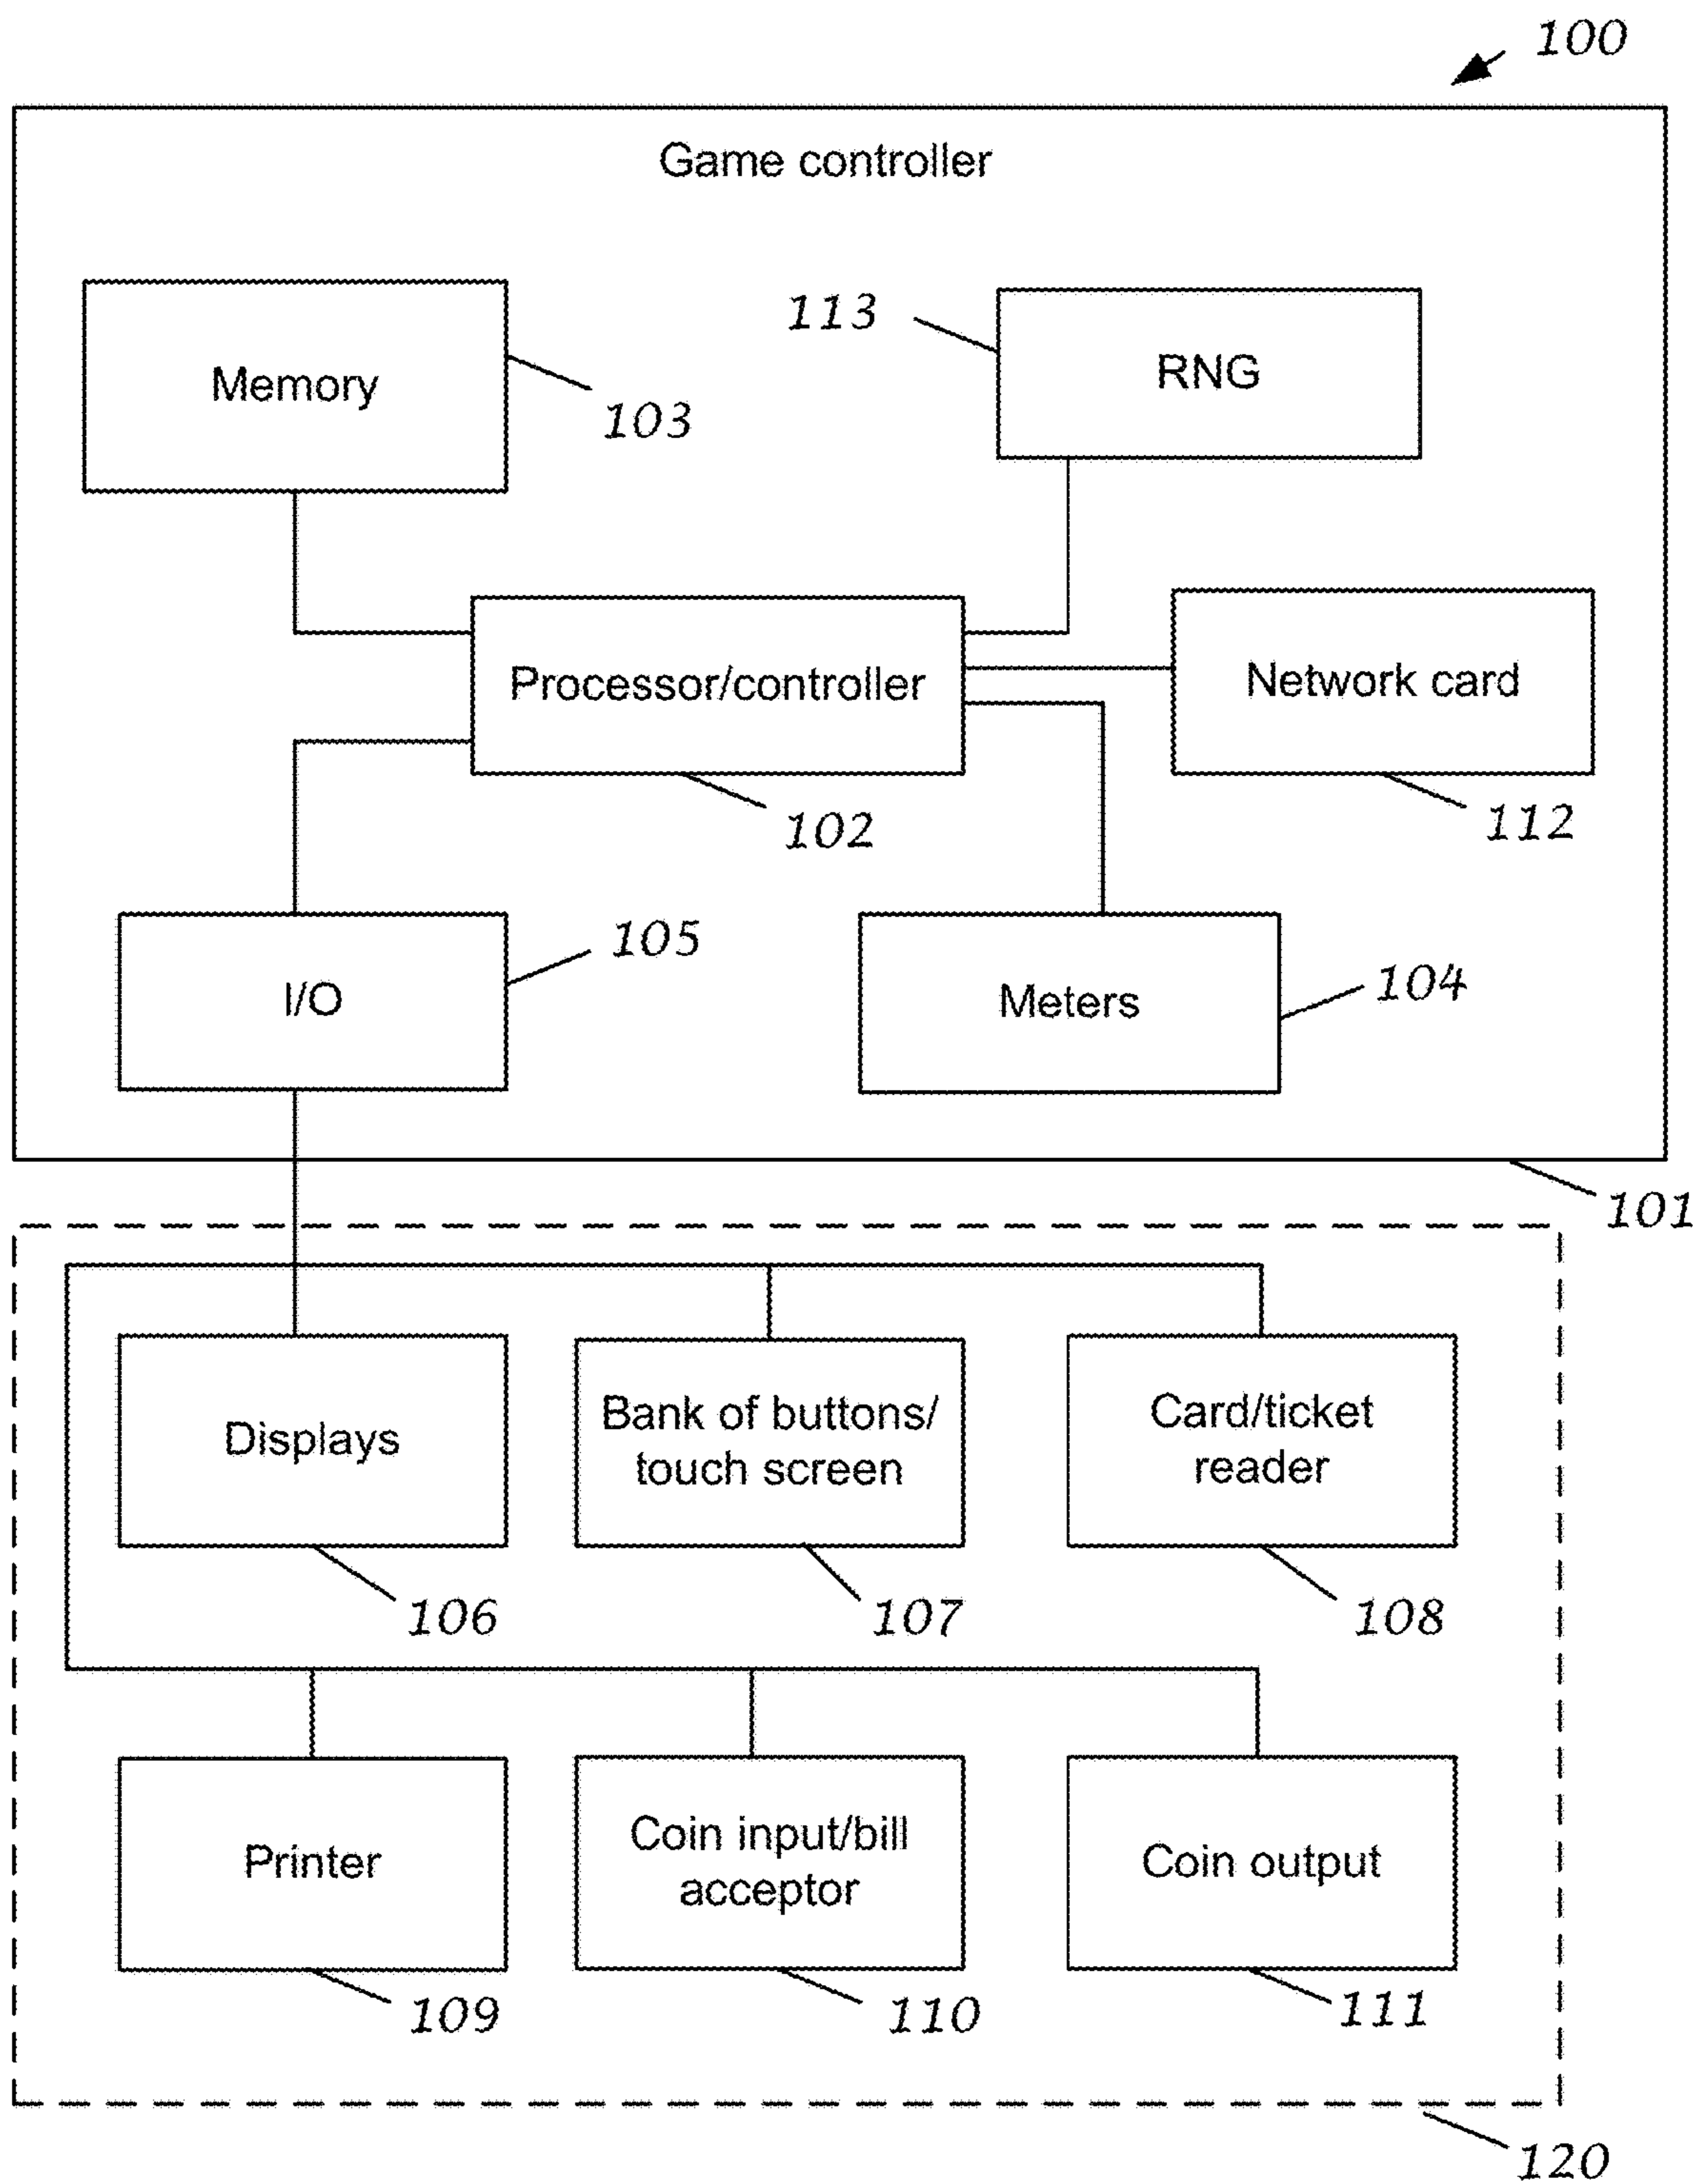 100
Game controller
Memory
103
113
RNG
Processor/controller
102
Network card
112
I/O
105
Meters
104
101
Displays
106
Bank of buttons/
touch screen
107
Card/ticket
reader
108
Printer
109
Coin input/bill
acceptor
110
Coin output
111
120